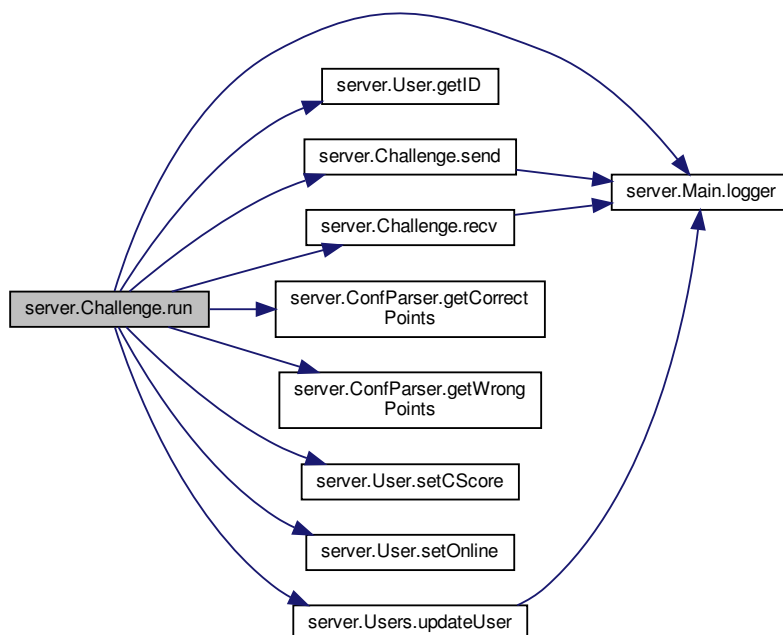 server.User.getID
server.Challenge.send
server.Main.logger
server.Challenge.recv
server.Challenge.run
server.ConfParser.getCorrect
Points
server.ConfParser.getWrong
Points
server.User.setCScore
server.User.setOnline
server.Users.updateUser